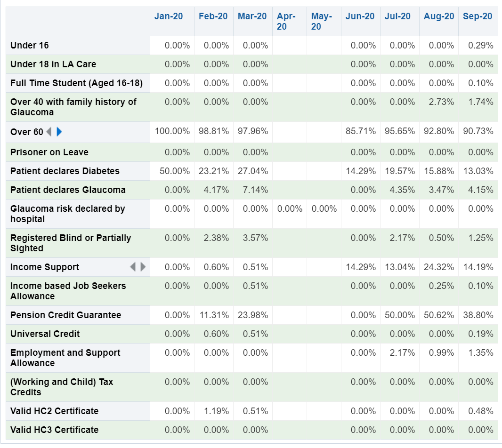 Jan-20 Feb-20 Mar-20 Apr-20 May-20 Jun-20 Jul-20 Aug-20 Sep-20
Under 16 0.00% 0.00% 0.00% 0.00% 0.00% 0.00% 0.29%
Under 18 In LA Care 0.00% 0.00% 0.00% 0.00% 0.00% 0.00% 0.00%
Full Time Student (Aged 16-18) 0.00% 0.00% 0.00% 0.00% 0.00% 0.00% 0.10%
Over 40 with family history of
Glaucoma 0.00% 0.00% 0.00% 0.00% 0.00% 2.73% 1.74%
Over 60 100.00% 98.81% 97.96% 85.71% 95.65% 92.80% 90.73%
Prisoner on Leave 0.00% 0.00% 0.00% 0.00% 0.00% 0.00% 0.00%
Patient declares Diabetes 50.00% 23.21% 27.04% 14.29% 19.57% 15.88% 13.03%
Patient declares Glaucoma 0.00% 4.17% 7.14% 0.00% 4.35% 3.47% 4.15%
Glaucoma risk declared by
hospital 0.00% 0.00% 0.00% 0.00% 0.00% 0.00% 0.00% 0.00% 0.00%
Registered Blind or Partially
Sighted 0.00% 2.38% 3.57% 0.00% 2.17% 0.50% 1.25%
Income Support 0.00% 0.60% 0.51% 14.29% 13.04% 24.32% 14.19%
Income based Job Seekers
Allowance 0.00% 0.00% 0.51% 0.00% 0.00% 0.25% 0.10%
Pension Credit Guarantee 0.00% 11.31% 23.98% 0.00% 50.00% 50.62% 38.80%
Universal Credit 0.00% 0.60% 0.51% 0.00% 0.00% 0.00% 0.19%
Employment and Support
Allowance 0.00% 0.00% 0.00% 0.00% 2.17% 0.99% 1.35%
(Working and Child) Tax
Credits 0.00% 0.00% 0.00% 0.00% 0.00% 0.00% 0.00%
Valid HC2 Certificate 0.00% 1.19% 0.51% 0.00% 0.00% 0.00% 0.48%
Valid HC3 Certificate 0.00% 0.00% 0.00% 0.00% 0.00% 0.00% 0.00%